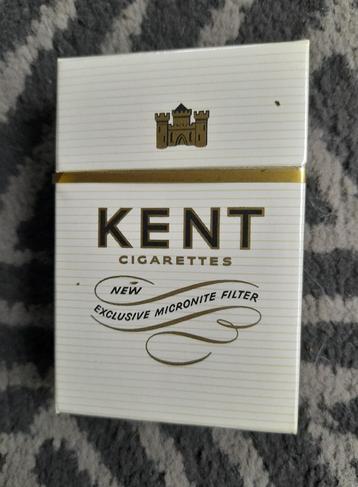 KENT
CIGARETTES
NEW
EXCLUSIVE MICRONITE FILTER